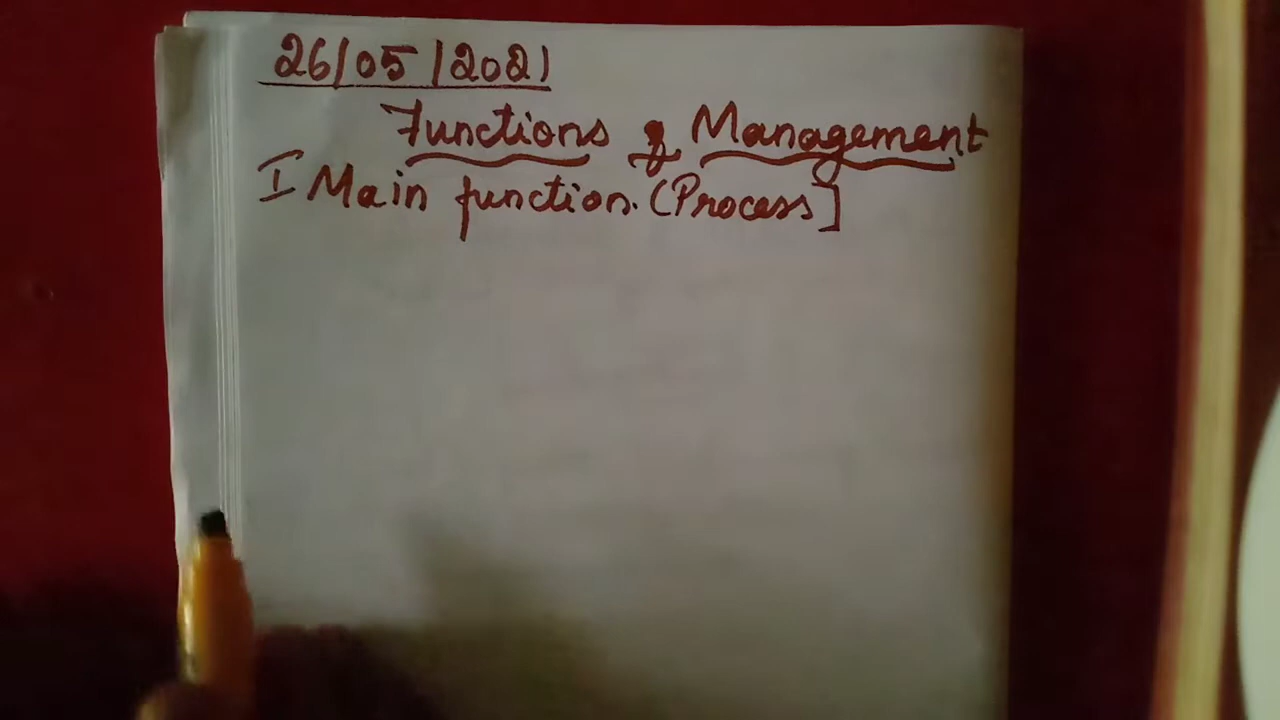 26/05/2021
Functions of Management
I Main function. (Process]